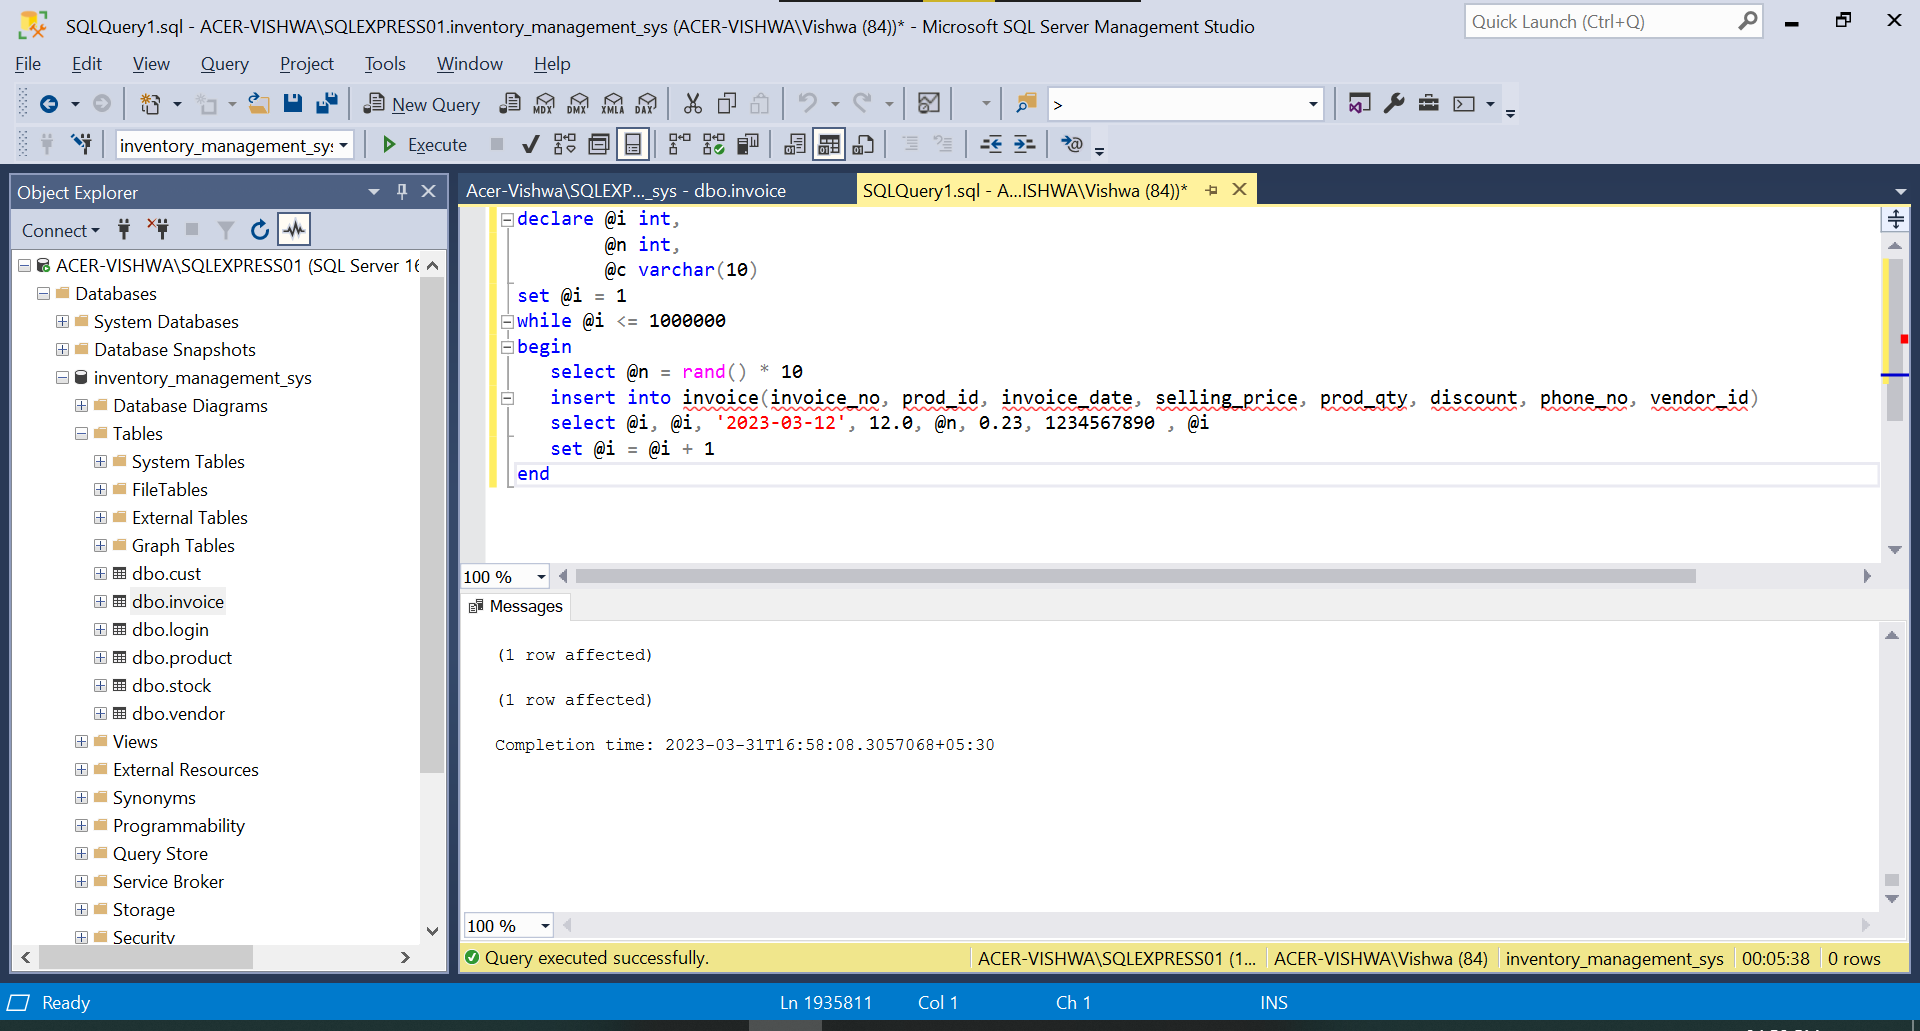 SQLQuery1.sql - ACER-VISHWA\SQLEXPRESS01.inventory_management_sys (ACER-VISHWA\Vishwa (84))* - Microsoft SQL Server Management Studio
Quick Launch (Ctrl+Q)
File Edit View Query Project Tools Window Help
New Query MDX DMX XMLA DAX >
inventory_management_sys Execute
Object Explorer
Connect
ACER-VISHWA\SQLEXPRESS01 (SQL Server 16
Databases
System Databases
Database Snapshots
inventory_management_sys
Database Diagrams
Tables
System Tables
FileTables
External Tables
Graph Tables
dbo.cust
dbo.invoice
dbo.login
dbo.product
dbo.stock
dbo.vendor
Views
External Resources
Synonyms
Programmability
Query Store
Service Broker
Storage
Security
Acer-Vishwa\SQLEXP..._sys - dbo.invoice
SQLQuery1.sql - A...ISHWA\Vishwa (84))*
declare @i int,
@n int,
@c varchar(10)
set @i = 1
while @i <= 1000000
begin
select @n = rand() * 10
insert into invoice(invoice_no, prod_id, invoice_date, selling_price, prod_qty, discount, phone_no, vendor_id)
select @i, @i, '2023-03-12', 12.0, @n, 0.23, 1234567890 , @i
set @i = @i + 1
end
100 %
Messages
(1 row affected)
(1 row affected)
Completion time: 2023-03-31T16:58:08.3057068+05:30
100 %
Query executed successfully. ACER-VISHWA\SQLEXPRESS01 (1... ACER-VISHWA\Vishwa (84) inventory_management_sys 00:05:38 0 rows
Ready Ln 1935811 Col 1 Ch 1 INS